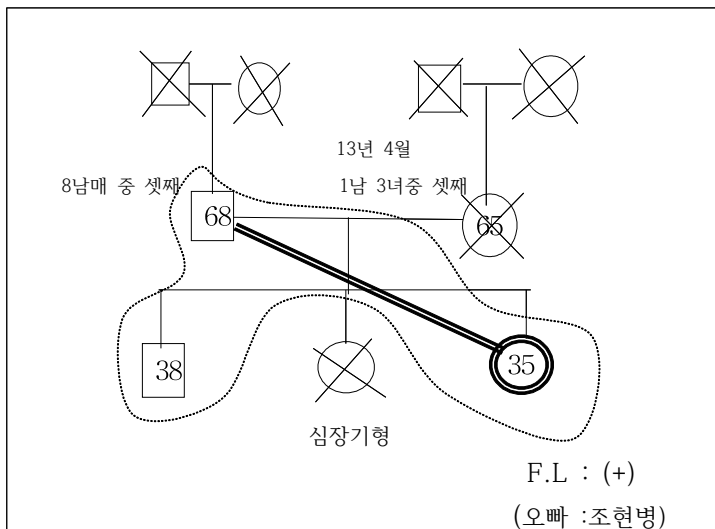 13년 4월
8남매 중 셋째
1남 3녀중 셋째
68
65
38
35
심장기형
F.L : (+)
(오빠 :조현병)